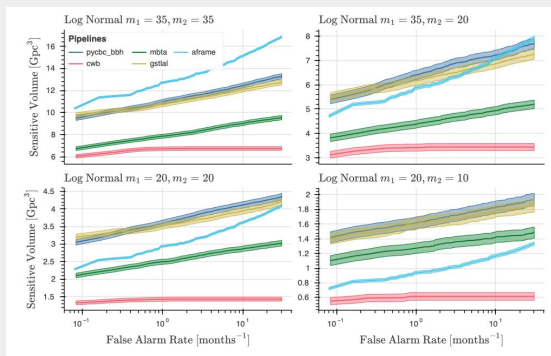 Log Normal m₁ = 35, m₂ = 35
Log Normal m₁ = 35, m₂ = 20
Pipelines
pycbc_bbh
mbta
aframe
cwb
gstlal
Sensitive Volume [Gpc³]
16
14
12
10
8
6
8
7
6
5
4
3
Log Normal m₁ = 20, m₂ = 20
Log Normal m₁ = 20, m₂ = 10
Sensitive Volume [Gpc³]
4.5
4
3.5
3
2.5
2
1.5
2
1.8
1.6
1.4
1.2
1
0.8
0.6
10⁻¹
10⁰
10¹
10⁻¹
10⁰
10¹
False Alarm Rate [months⁻¹]
False Alarm Rate [months⁻¹]